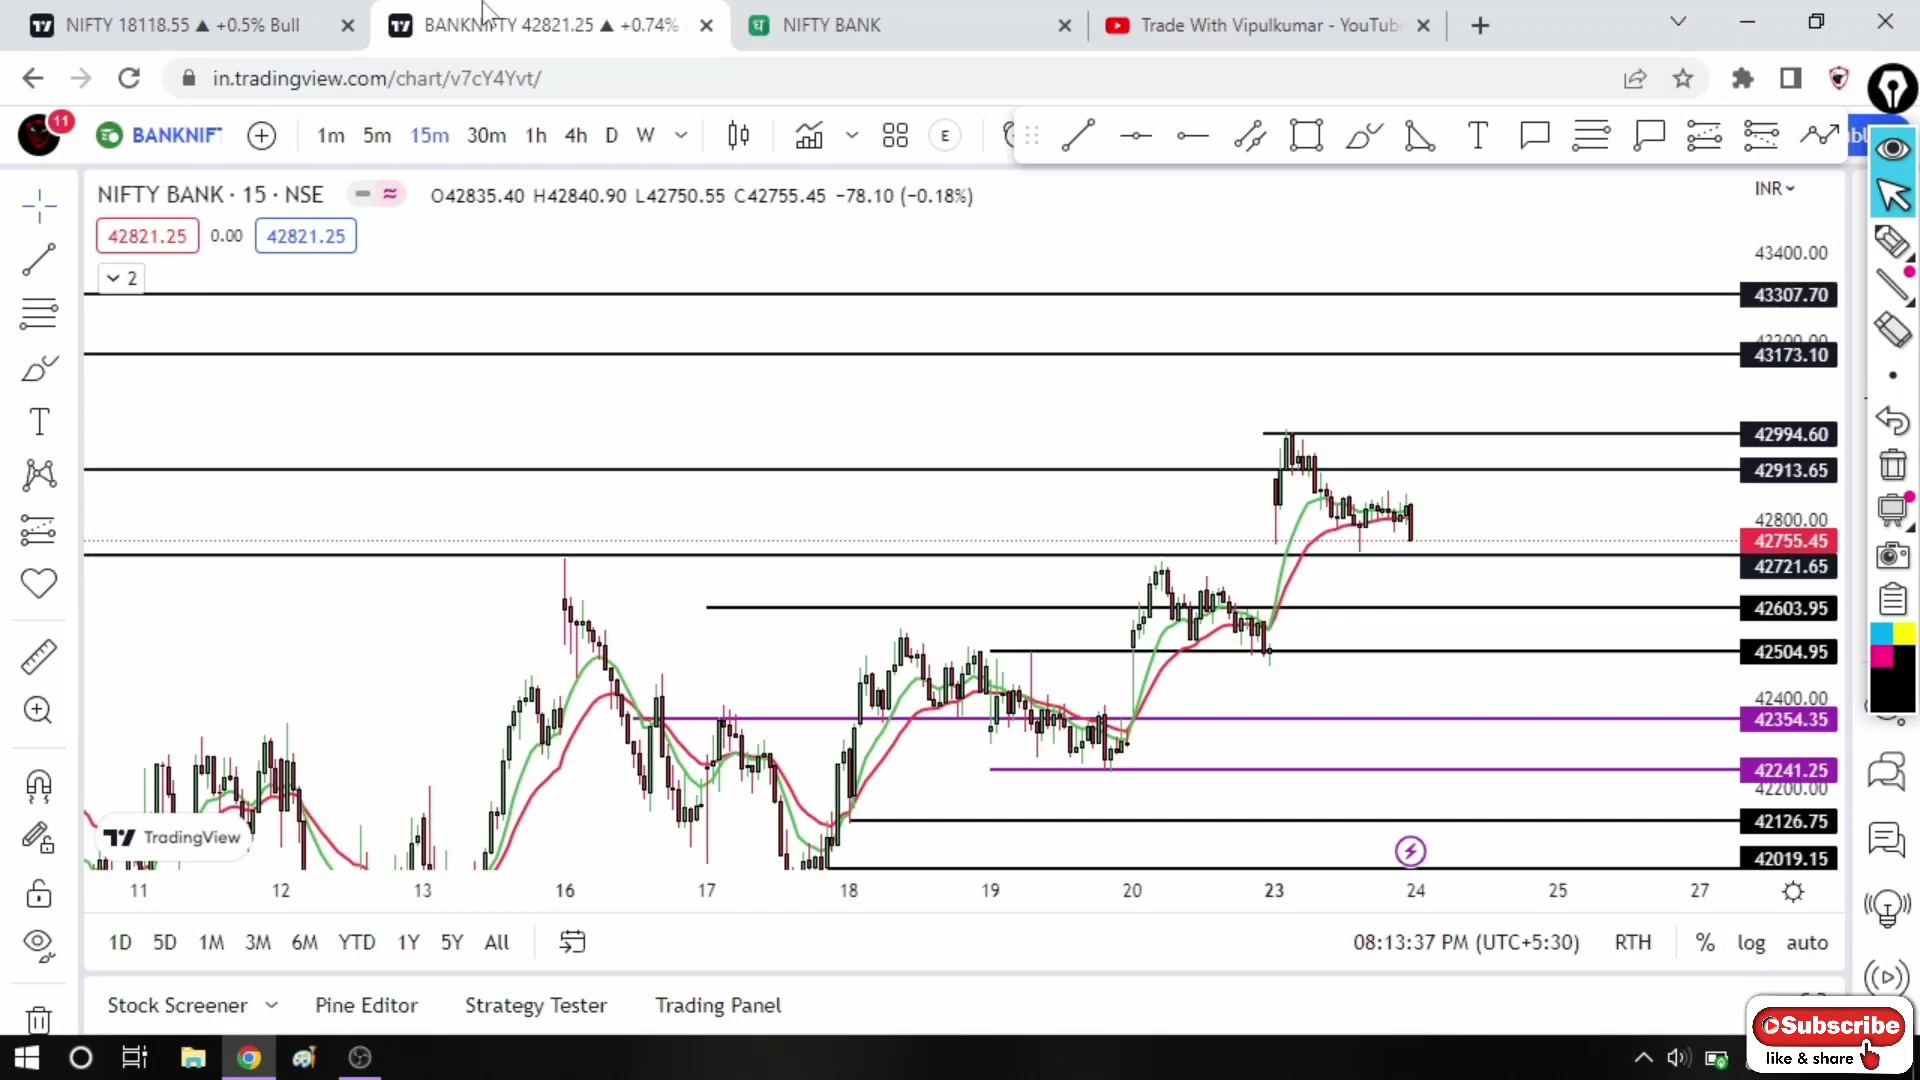 NIFTY 18118.55 ▲ +0.5% Bull
BANKNIFTY 42821.25 ▲ +0.74%
घ NIFTY BANK
Trade With Vipulkumar - YouTub
in.tradingview.com/chart/v7cY4Yvt/
11
BANKNIF
1m 5m 15m 30m 1h 4h D W
E
T
NIFTY BANK · 15 · NSE
O42835.40 H42840.90 L42750.55 C42755.45 −78.10 (−0.18%)
INR
42821.25 0.00 42821.25
2
43400.00
43307.70
43173.10
42994.60
42913.65
42800.00
42755.45
42721.65
42603.95
42504.95
42400.00
42354.35
42241.25
42200.00
42126.75
42019.15
TradingView
11 12 13 16 17 18 19 20 23 24 25 27
1D 5D 1M 3M 6M YTD 1Y 5Y All
08:13:37 PM (UTC+5:30) RTH % log auto
Stock Screener Pine Editor Strategy Tester Trading Panel
Subscribe
like & share